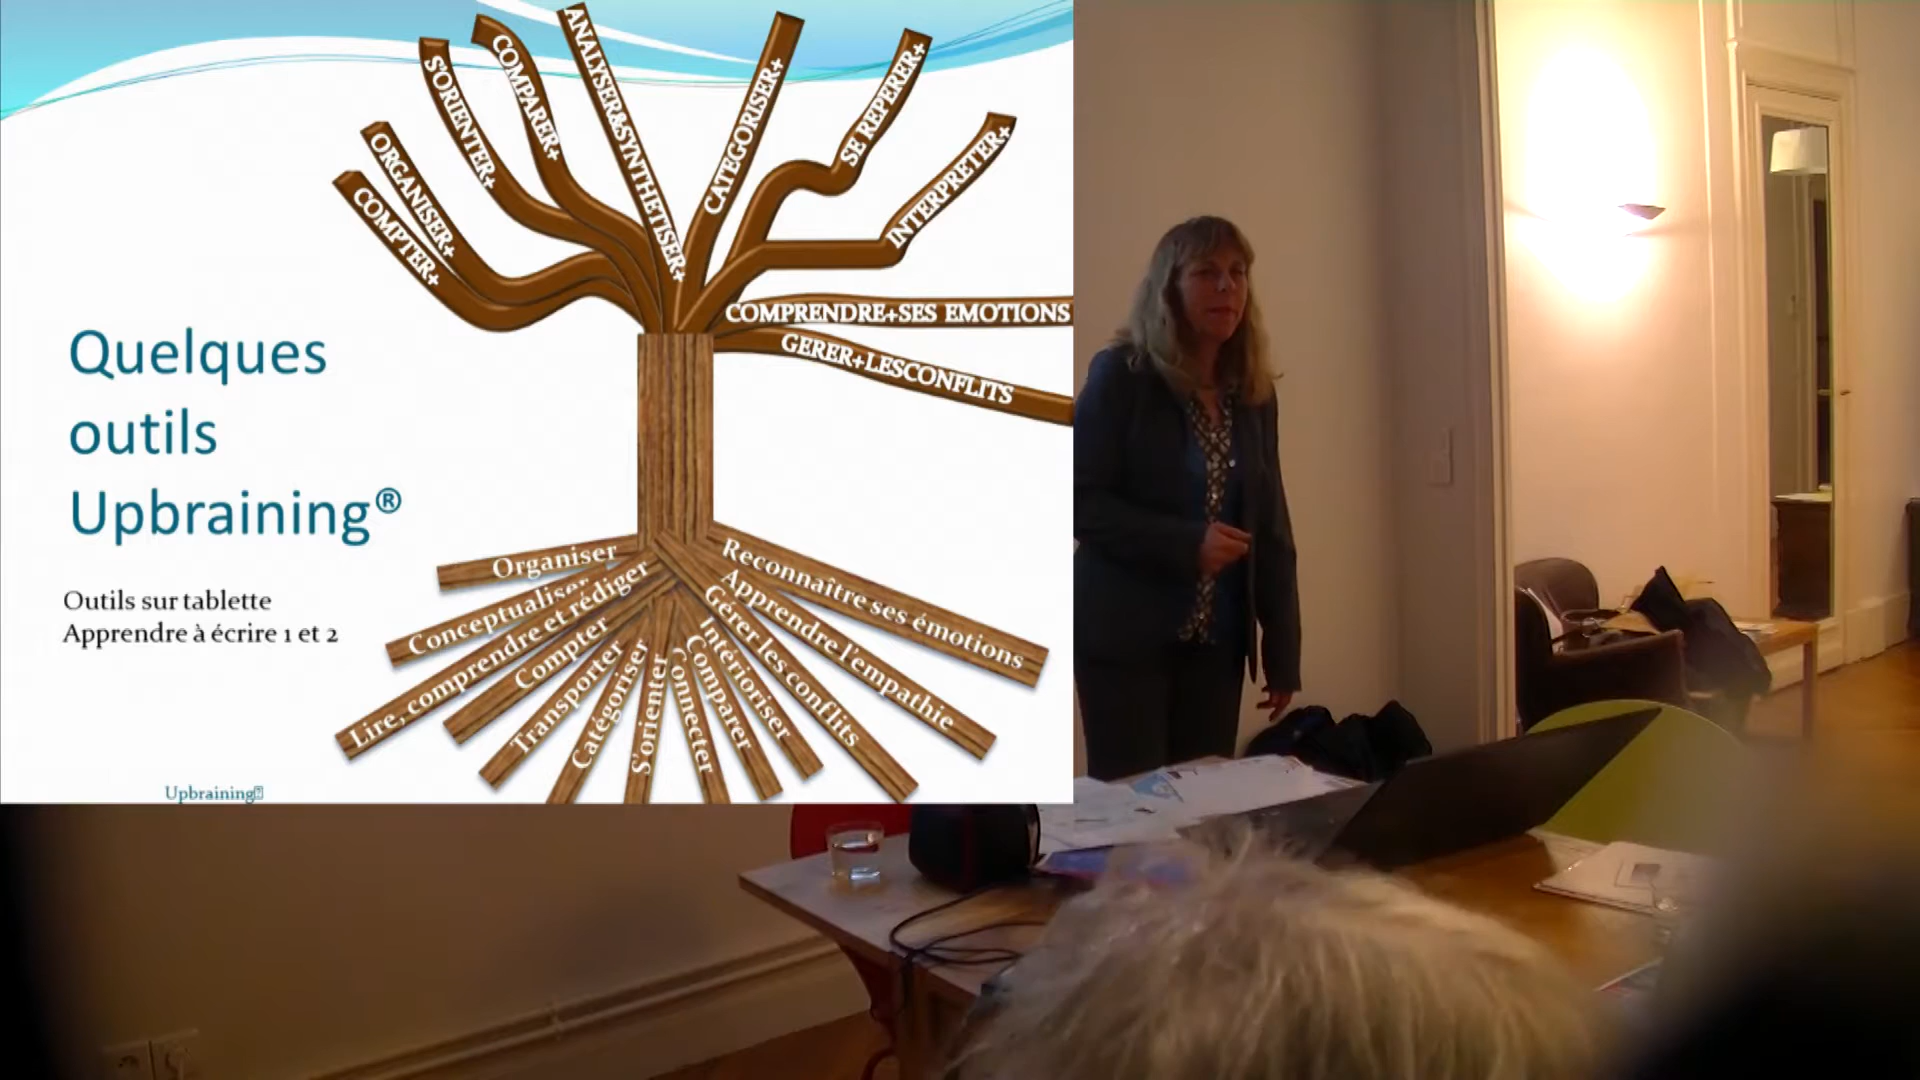 ANALYSER&SYNTHETISER+
COMPARER+
S'ORIENTER+
CATEGORISER+
SE REPERER+
ORGANISER+
INTERPRETER+
COMPTER+
COMPRENDRE+SES EMOTIONS
GERER+LESCONFLITS
Quelques
outils
Upbraining®
Outils sur tablette
Apprendre à écrire 1 et 2
Organiser
Conceptualiser
Lire, comprendre et rédiger
Compter
Transporter
Catégoriser
S'orienter
Connecter
Comparer
Intérioriser
Gérer les conflits
Apprendre l'empathie
Reconnaître ses émotions
Upbraining